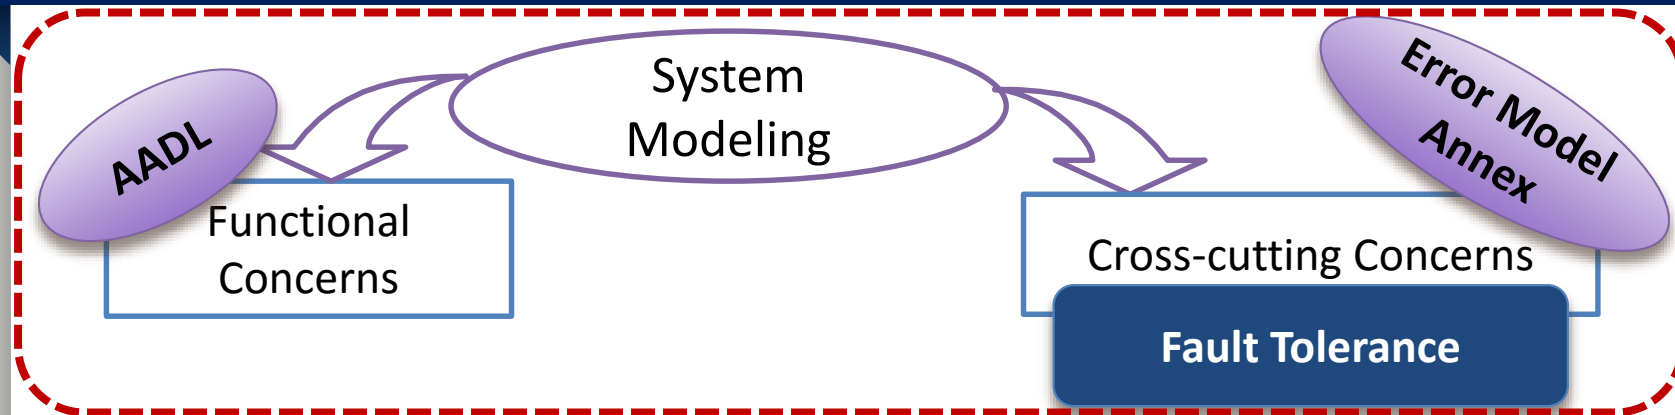 System
Modeling
AADL
Functional
Concerns
Error Model
Annex
Cross-cutting Concerns
Fault Tolerance